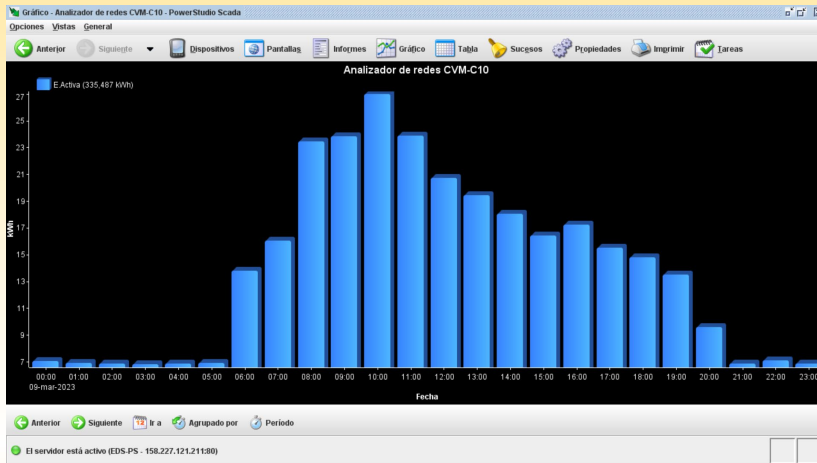 Gráfico - Analizador de redes CVM-C10 - PowerStudio Scada
Opciones Vistas General
Anterior Siguiente Dispositivos Pantallas Informes Gráfico Tabla Sucesos Propiedades Imprimir Tareas
Analizador de redes CVM-C10
E.Activa (335,487 kWh)
27
25
23
21
19
17
15
13
11
9
7
kWh
00:00 01:00 02:00 03:00 04:00 05:00 06:00 07:00 08:00 09:00 10:00 11:00 12:00 13:00 14:00 15:00 16:00 17:00 18:00 19:00 20:00 21:00 22:00 23:00
09-mar-2023
Fecha
Anterior Siguiente Ir a Agrupado por Período
El servidor está activo (EDS-PS - 158.227.121.211:80)